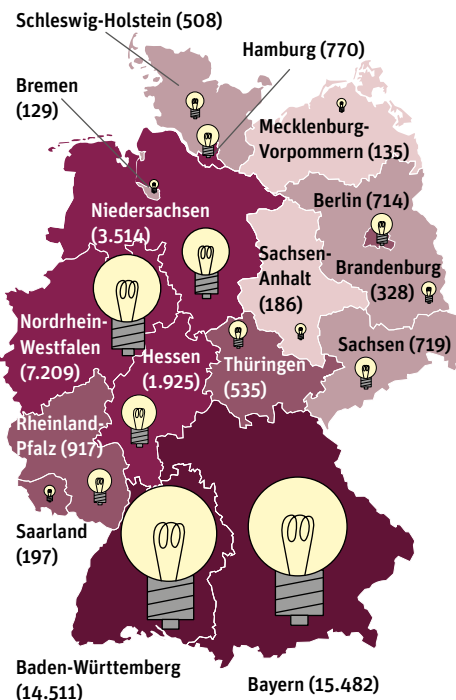 Schleswig-Holstein (508)
Hamburg (770)
Bremen
(129)
Mecklenburg-
Vorpommern (135)
Niedersachsen
(3.514)
Berlin (714)
Sachsen-
Anhalt
(186)
Brandenburg
(328)
Nordrhein-
Westfalen
(7.209)
Hessen
(1.925)
Thüringen
(535)
Sachsen (719)
Rheinland-
Pfalz (917)
Saarland
(197)
Baden-Württemberg
(14.511)
Bayern (15.482)